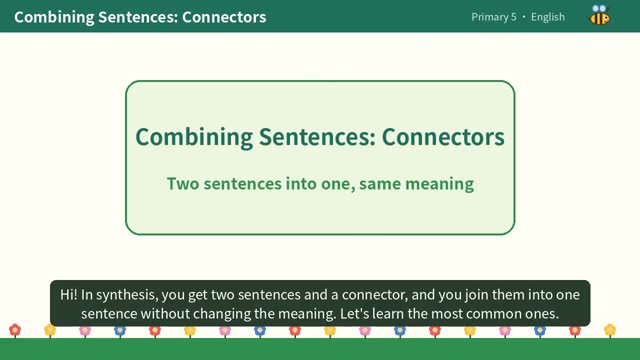 Combining Sentences: Connectors
Primary 5 · English
Combining Sentences: Connectors
Two sentences into one, same meaning
Hi! In synthesis, you get two sentences and a connector, and you join them into one
sentence without changing the meaning. Let's learn the most common ones.